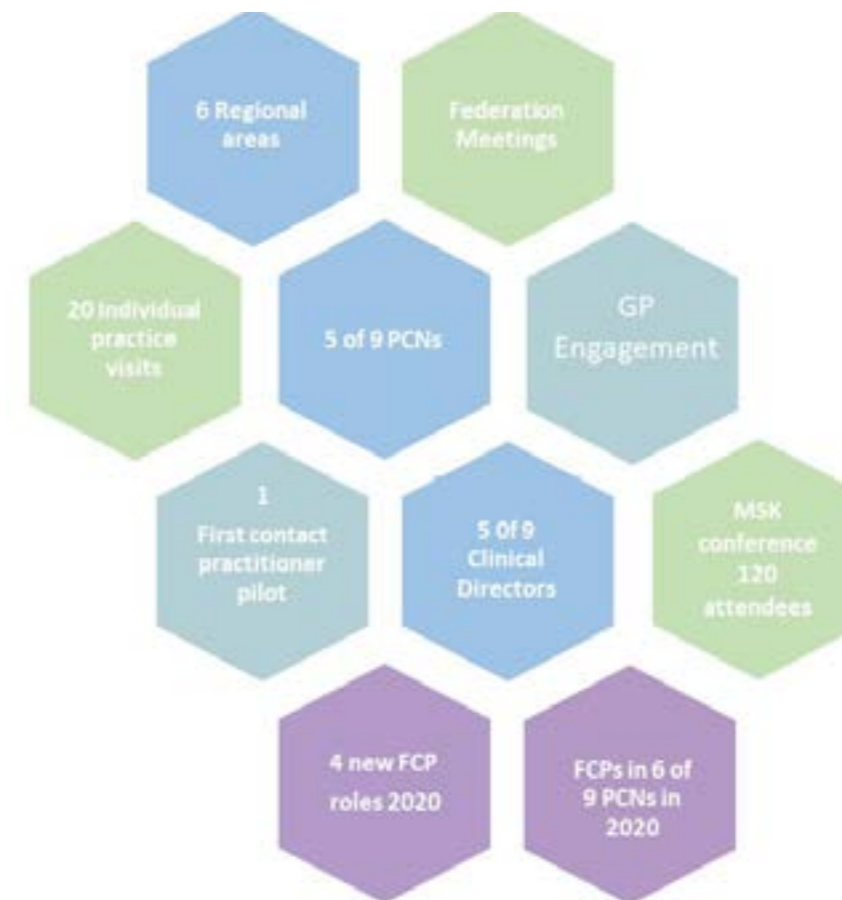 6 Regional
areas
Federation
Meetings
20 Individual
practice
visits
5 of 9 PCNs
GP
Engagement
1
First contact
practitioner
pilot
5 0f 9
Clinical
Directors
MSK
conference
120
attendees
4 new FCP
roles 2020
FCPs in 6 of
9 PCNs in
2020